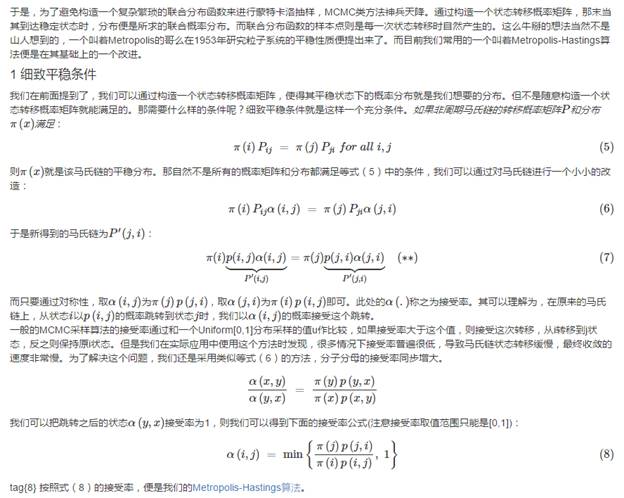 于是，为了避免构造一个复杂繁琐的联合分布函数来进行蒙特卡洛抽样，MCMC类方法神兵天降。通过构造一个状态转移概率矩阵，那末当
其到达稳定状态时，分布便是所求的联合概率分布。而联合分布函数的样本点则是每一次状态转移时自然产生的。这么牛掰的想法当然不是
山人想到的，一个叫着Metropolis的哥么在1953年研究粒子系统的平稳性质便提出来了。而目前我们常用的一个叫着Metropolis-Hastings算
法便是在其基础上的一个改进。
1 细致平稳条件
我们在前面提到了，我们可以通过构造一个状态转移概率矩阵，使得其平稳状态下的概率分布就是我们想要的分布。但不是随意构造一个状
态转移概率矩阵就能满足的。那需要什么样的条件呢？细致平稳条件就是这样一个充分条件。如果非周期马氏链的转移概率矩阵P和分布
π(x)满足：
π(i) P_{ij} = π(j) P_{ji} for all i, j (5)
则π(x)就是该马氏链的平稳分布。那自然不是所有的概率矩阵和分布都满足等式（5）中的条件，我们可以通过对马氏链进行一个小小的改
造：
π(i) P_{ij} α(i, j) = π(j) P_{ji} α(j, i) (6)
于是新得到的马氏链为P′(j, i)：
π(i) p(i, j)α(i, j) = π(j) p(j, i)α(j, i) (∗∗) (7)
P′(i,j) P′(j,i)
而只要通过对称性，取α(i, j)为π(j) p(j, i)，取α(j, i)为π(i) p(i, j)即可。此处的α(.)称之为接受率。其可以理解为，在原来的马氏
链上，从状态i以p(i, j)的概率跳转到状态j时，我们以α(i, j)的概率接受这个跳转。
一般的MCMC采样算法的接受率通过和一个Uniform[0,1]分布采样的值u作比较，如果接受率大于这个值，则接受这次转移，从i转移到j状
态，反之则保持原i状态。但是我们在实际应用中使用这个方法时发现，很多情况下接受率普遍很低，导致马氏链状态转移缓慢，最终收敛的
速度非常慢。为了解决这个问题，我们还是采用类似等式（6）的方法，分子分母的接受率同步增大。
α(x, y) / α(y, x) = π(y) p(y, x) / π(x) p(x, y)
我们可以把跳转之后的状态α(y, x)接受率为1，则我们可以得到下面的接受率公式(注意接受率取值范围只能是[0,1])：
α(i, j) = min{π(j) p(j, i) / π(i) p(i, j), 1} (8)
tag{8} 按照式（8）的接受率，便是我们的Metropolis-Hastings算法。